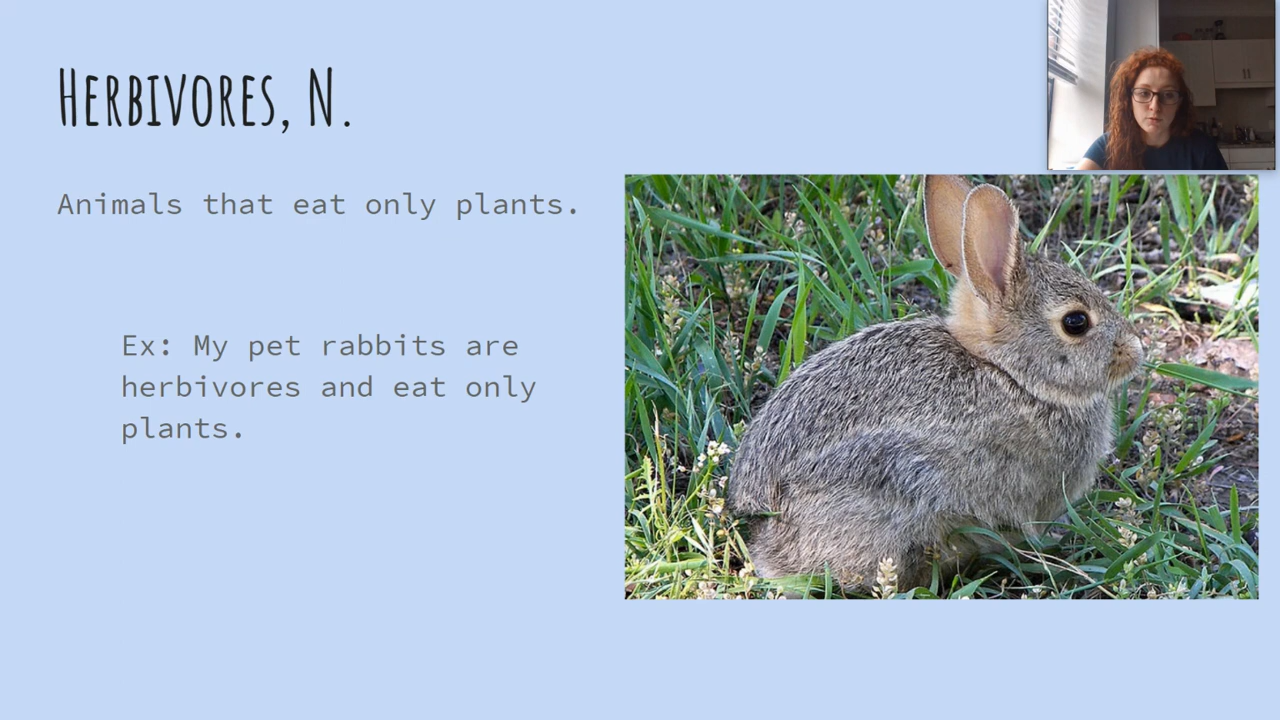 Herbivores, N.
Animals that eat only plants.
Ex: My pet rabbits are
herbivores and eat only
plants.